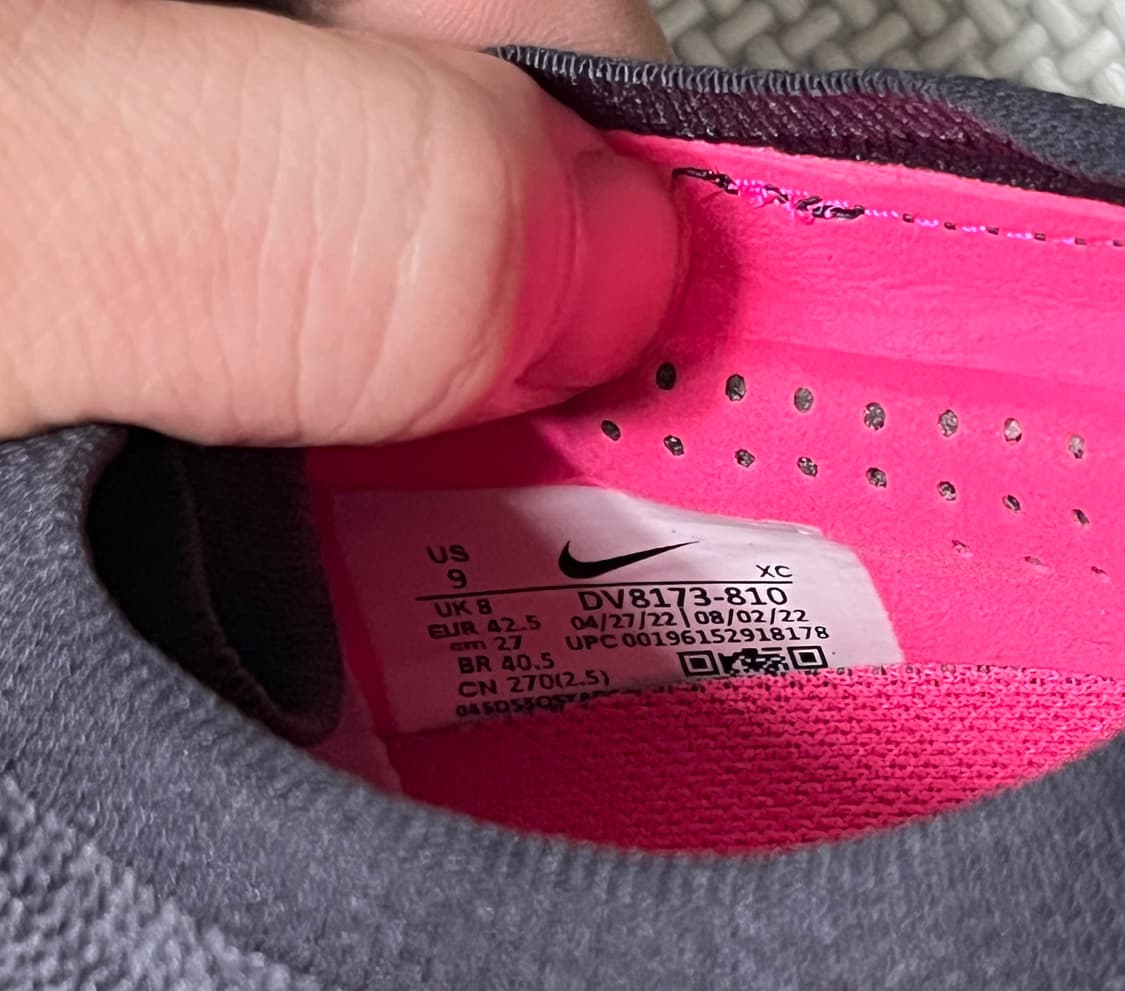 US
9
XC
UK 8
DV8173-810
EUR 42.5
04/27/22 | 08/02/22
cm 27
UPC 00196152918178
BR 40.5
CN 270(2.5)